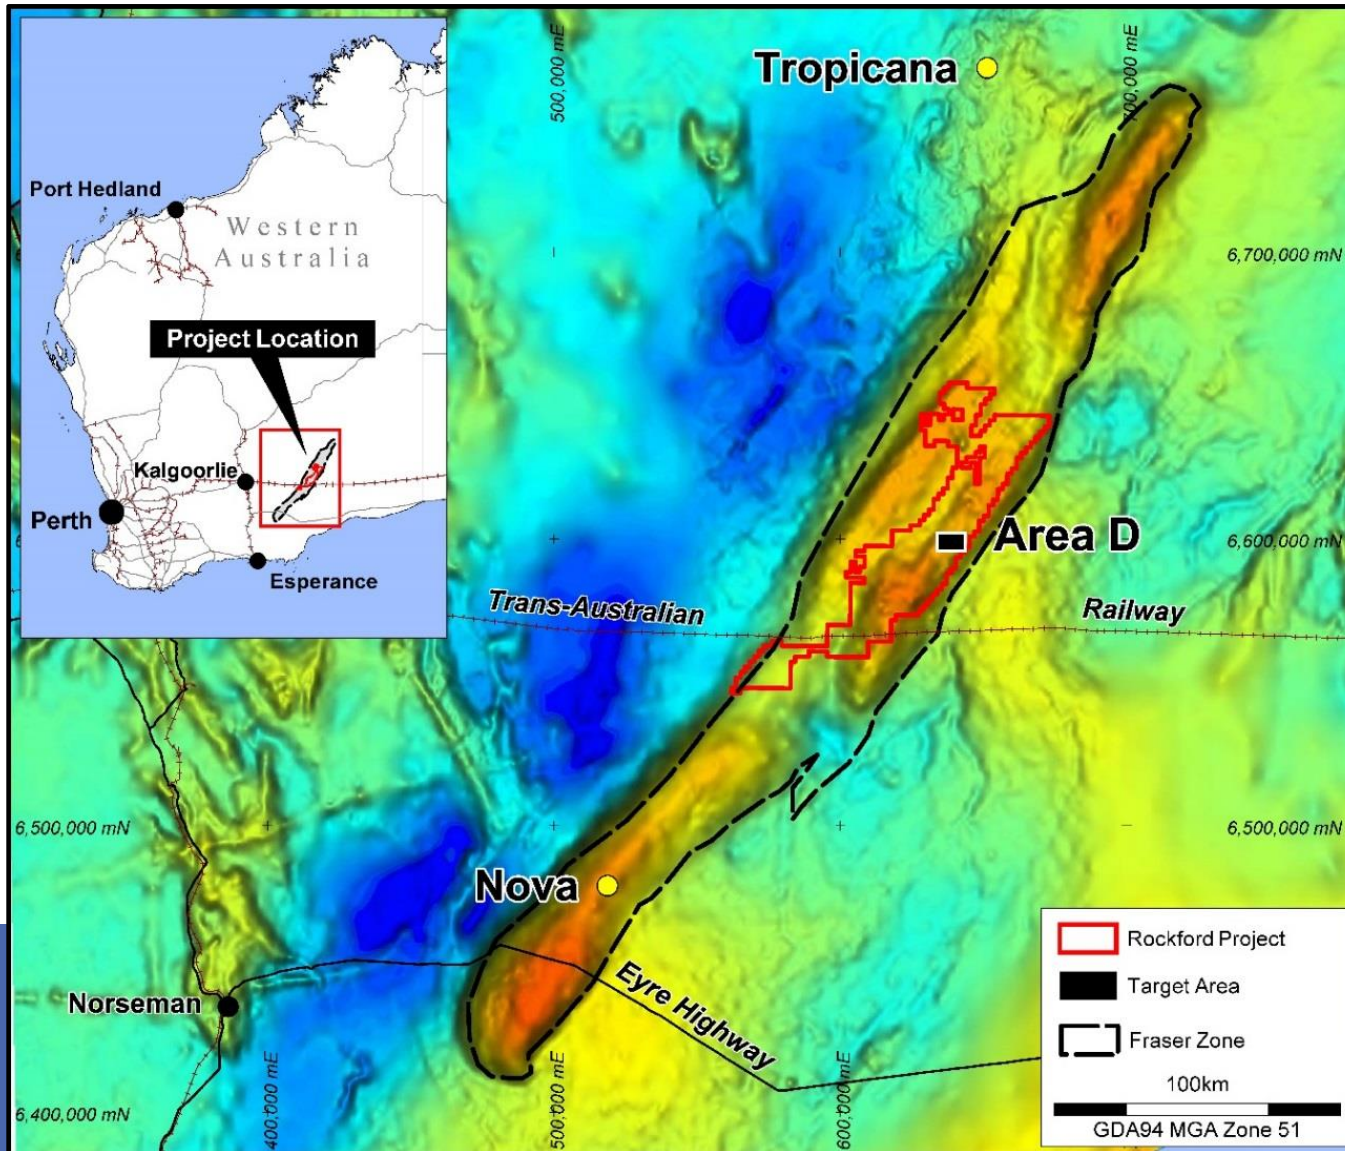 Port Hedland
Western
Australia
Project Location
Kalgoorlie
Perth
Esperance
500,000 mE
Tropicana
700,000 mE
6,700,000 mN
Area D
6,600,000 mN
Trans-Australian
Railway
6,500,000 mN
6,500,000 mN
Nova
Norseman
Eyre Highway
400,000 mE
500,000 mE
600,000 mE
6,400,000 mN
Rockford Project
Target Area
Fraser Zone
100km
GDA94 MGA Zone 51